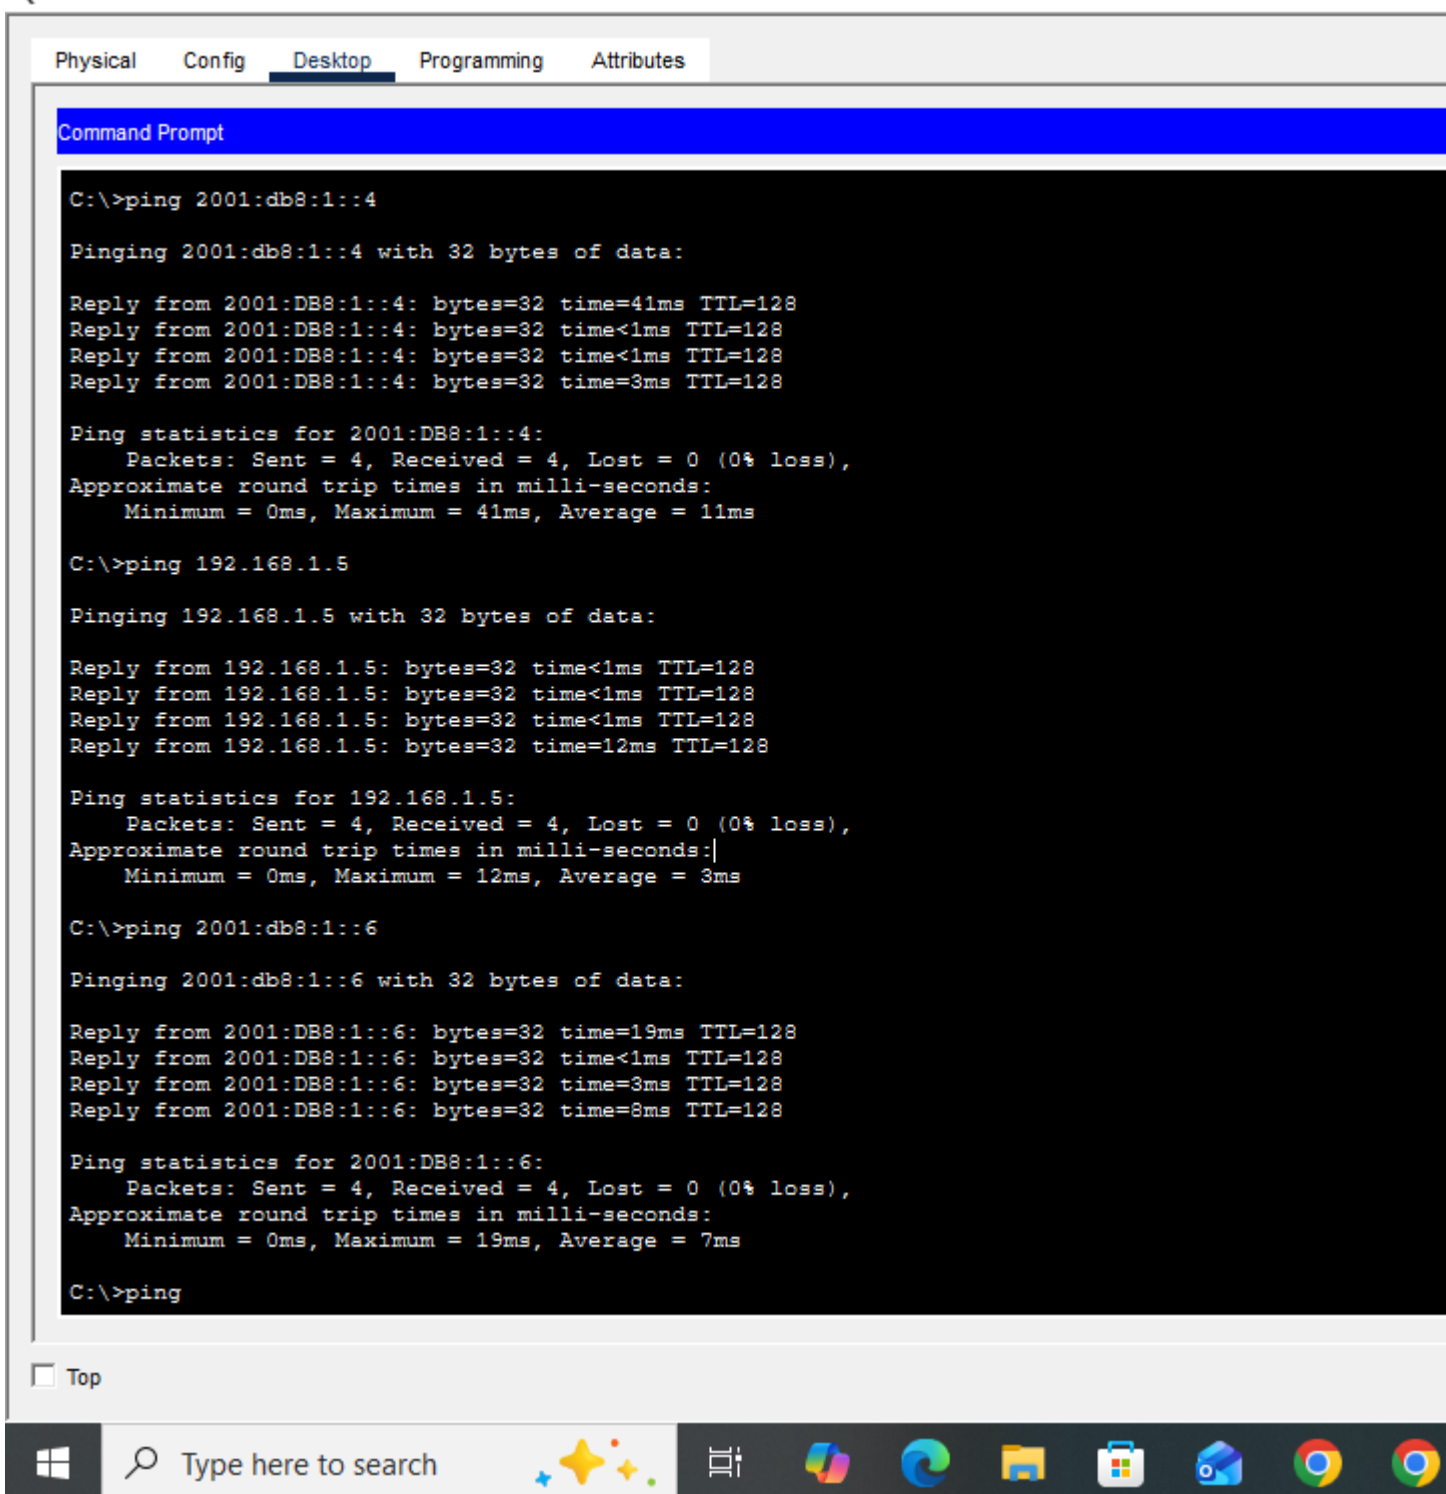 Physical Config Desktop Programming Attributes
Command Prompt
C:\>ping 2001:db8:1::4
Pinging 2001:db8:1::4 with 32 bytes of data:
Reply from 2001:DB8:1::4: bytes=32 time=41ms TTL=128
Reply from 2001:DB8:1::4: bytes=32 time<1ms TTL=128
Reply from 2001:DB8:1::4: bytes=32 time<1ms TTL=128
Reply from 2001:DB8:1::4: bytes=32 time=3ms TTL=128
Ping statistics for 2001:DB8:1::4:
Packets: Sent = 4, Received = 4, Lost = 0 (0% loss),
Approximate round trip times in milli-seconds:
Minimum = 0ms, Maximum = 41ms, Average = 11ms
C:\>ping 192.168.1.5
Pinging 192.168.1.5 with 32 bytes of data:
Reply from 192.168.1.5: bytes=32 time<1ms TTL=128
Reply from 192.168.1.5: bytes=32 time<1ms TTL=128
Reply from 192.168.1.5: bytes=32 time<1ms TTL=128
Reply from 192.168.1.5: bytes=32 time=12ms TTL=128
Ping statistics for 192.168.1.5:
Packets: Sent = 4, Received = 4, Lost = 0 (0% loss),
Approximate round trip times in milli-seconds:
Minimum = 0ms, Maximum = 12ms, Average = 3ms
C:\>ping 2001:db8:1::6
Pinging 2001:db8:1::6 with 32 bytes of data:
Reply from 2001:DB8:1::6: bytes=32 time=19ms TTL=128
Reply from 2001:DB8:1::6: bytes=32 time<1ms TTL=128
Reply from 2001:DB8:1::6: bytes=32 time=3ms TTL=128
Reply from 2001:DB8:1::6: bytes=32 time=8ms TTL=128
Ping statistics for 2001:DB8:1::6:
Packets: Sent = 4, Received = 4, Lost = 0 (0% loss),
Approximate round trip times in milli-seconds:
Minimum = 0ms, Maximum = 19ms, Average = 7ms
C:\>ping
Top
Type here to search